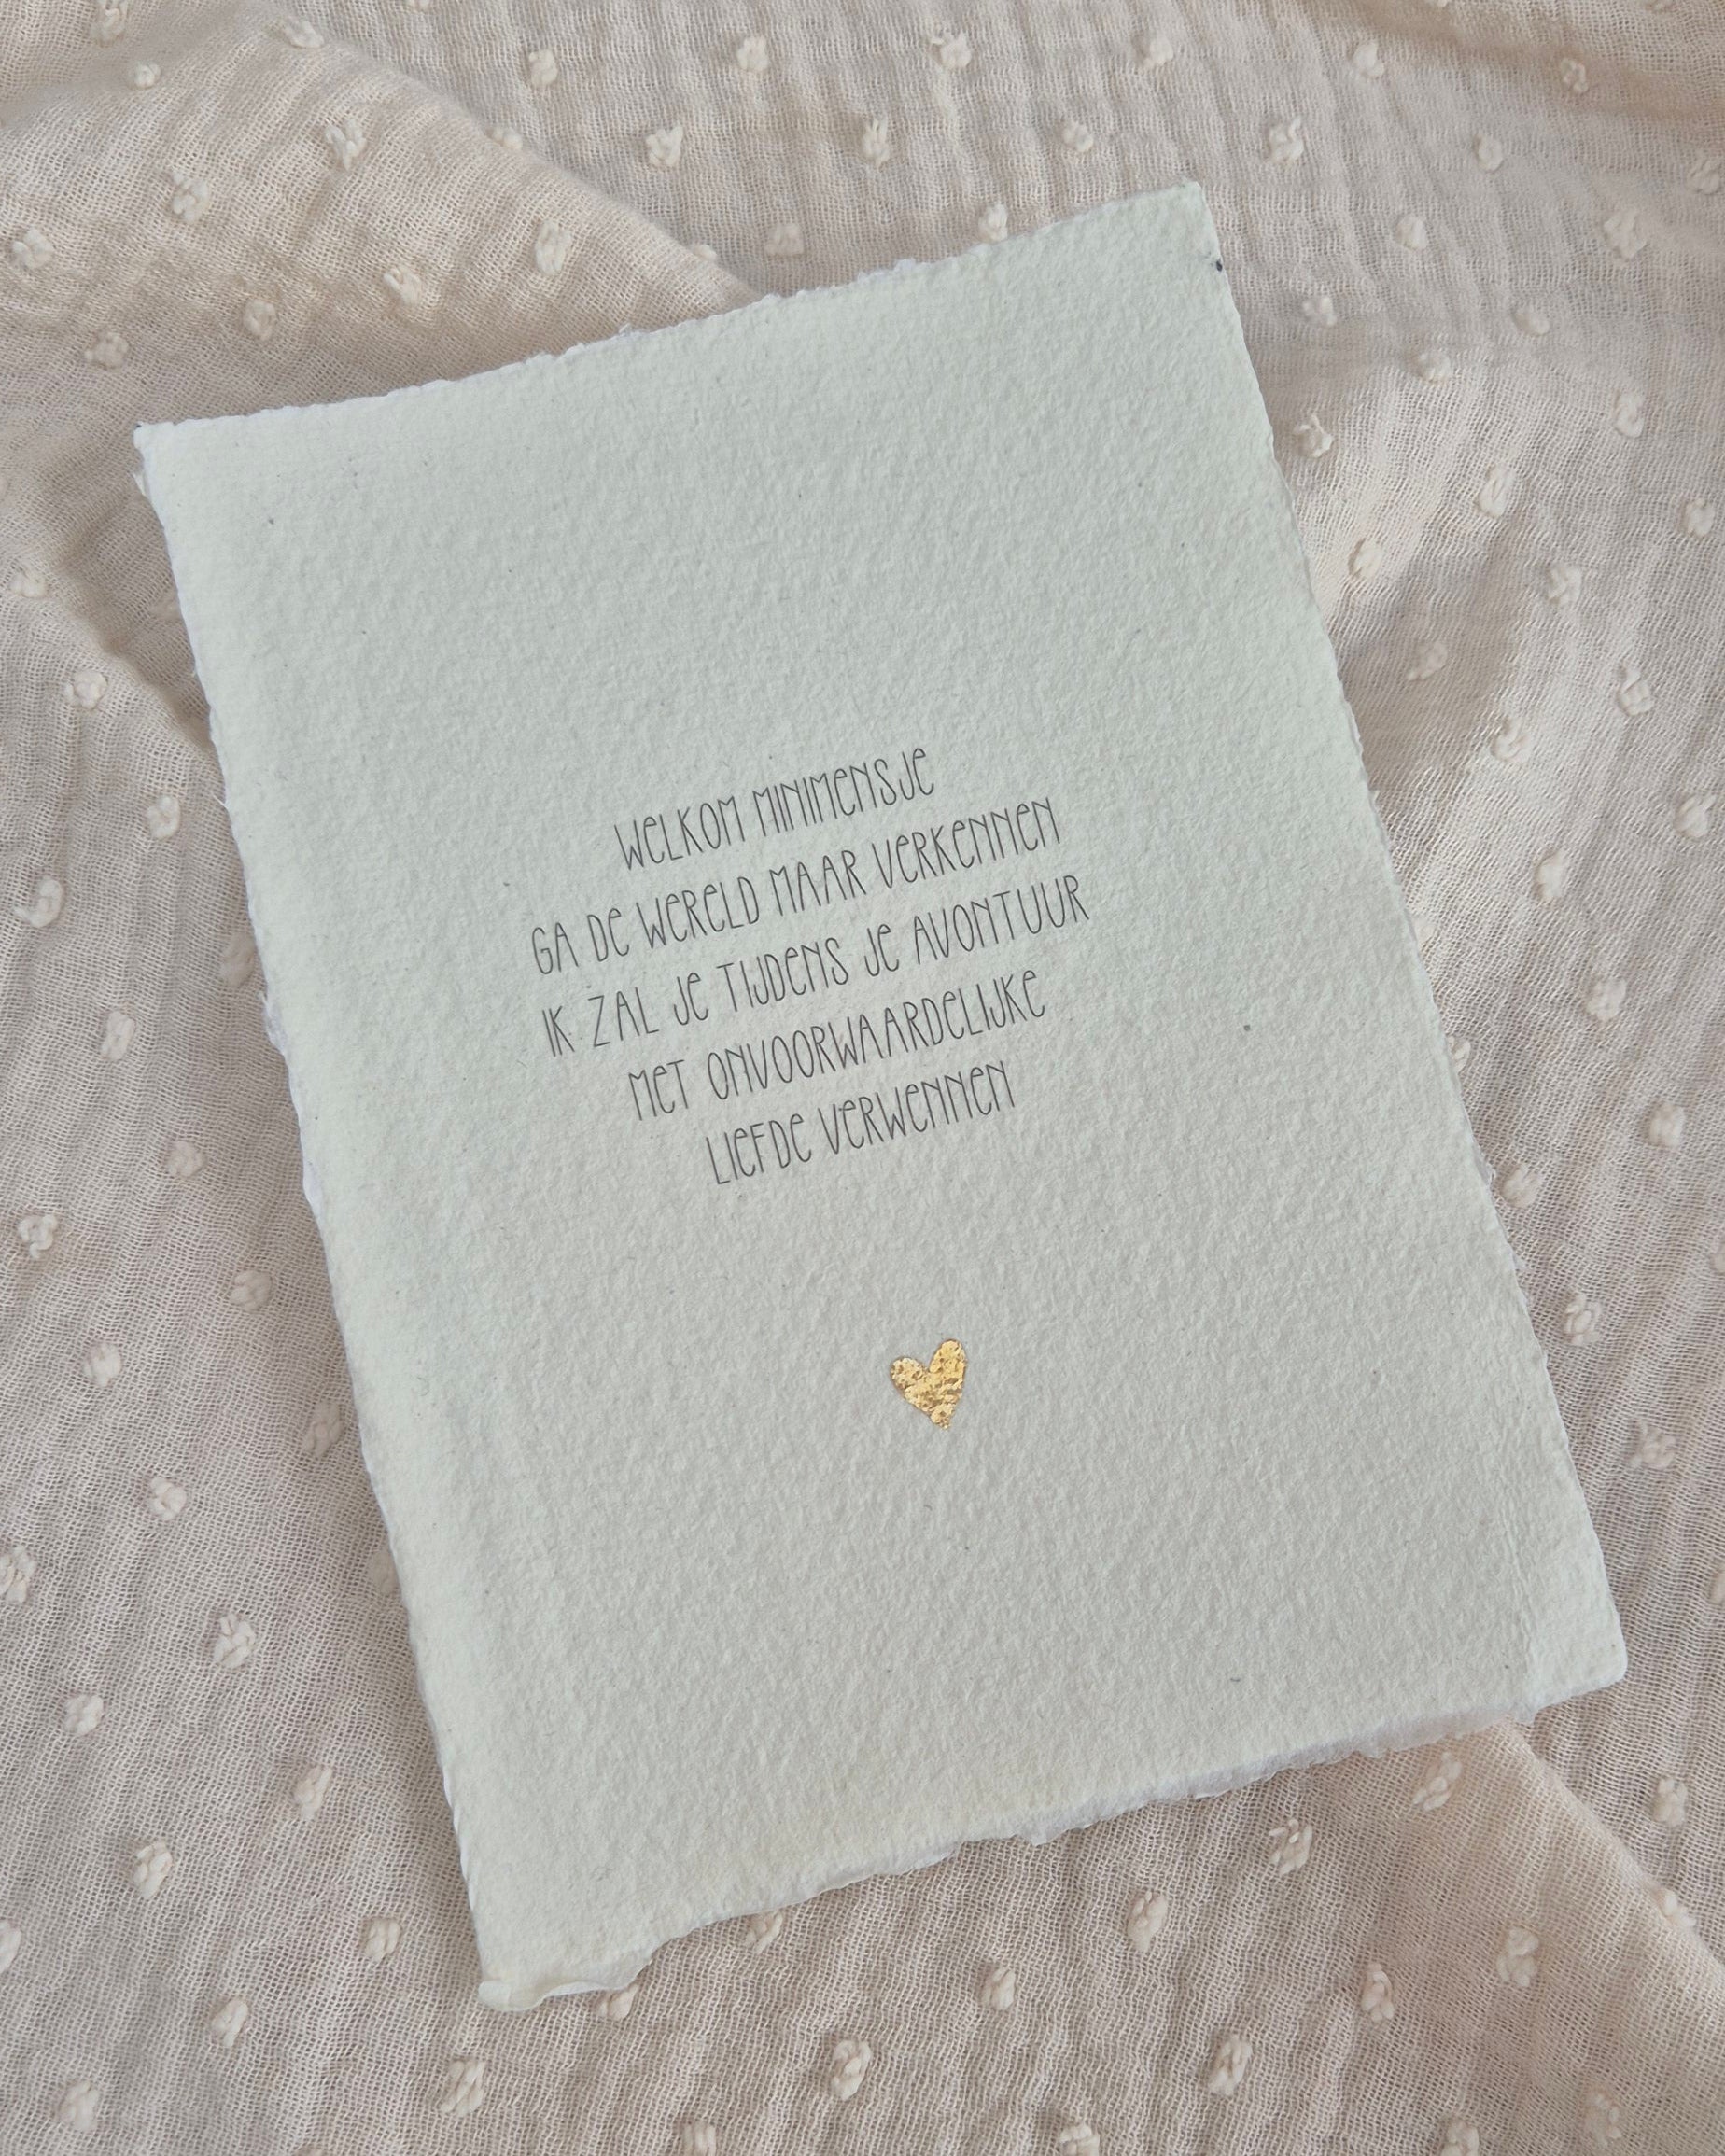 WELKOM MINIMENSJE
GA DE WERELD MAAR VERKENNEN
IK ZAL JE TIJDENS JE AVONTUUR
MET ONVOORWAARDELIJKE
LIEFDE VERWENNEN